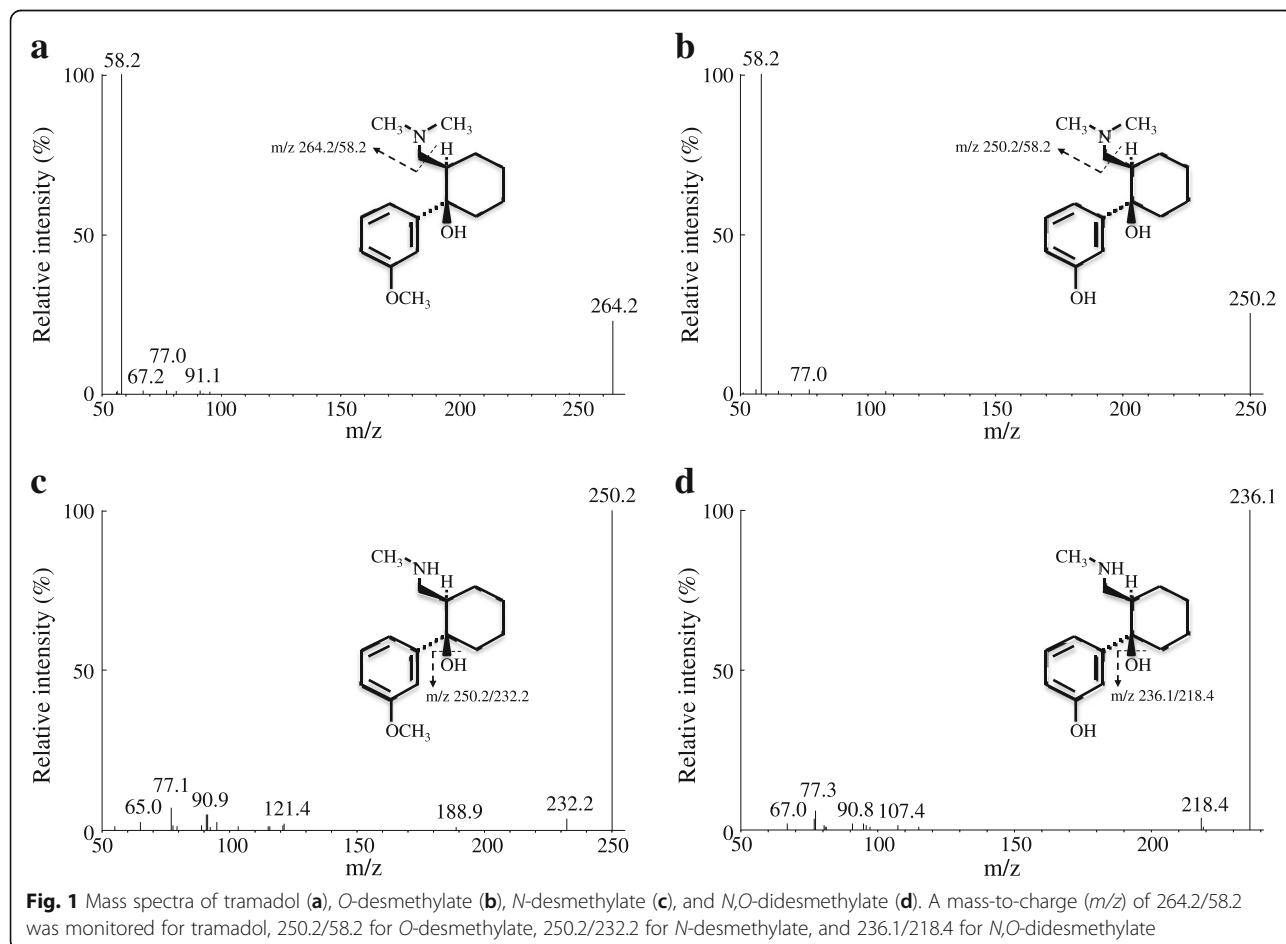 a
58.2
100
Relative intensity (%)
CH₃ N CH₃
H
m/z 264.2/58.2
50
OH
OCH₃
264.2
77.0
67.2 91.1
0
50 100 150 200 250
m/z
b
58.2
100
Relative intensity (%)
CH₃ N CH₃
H
m/z 250.2/58.2
50
OH
OH
250.2
77.0
0
50 100 150 200 250
m/z
c
250.2
100
Relative intensity (%)
CH₃ NH
H
50
OH
m/z 250.2/232.2
OCH₃
77.1
65.0 90.9 121.4 188.9 232.2
0
50 100 150 200 250
m/z
d
236.1
100
Relative intensity (%)
CH₃ NH
H
50
OH
m/z 236.1/218.4
OH
77.3
67.0 90.8 107.4 218.4
0
50 100 150 200
m/z
Fig. 1 Mass spectra of tramadol (a), O-desmethylate (b), N-desmethylate (c), and N,O-didesmethylate (d). A mass-to-charge (m/z) of 264.2/58.2
was monitored for tramadol, 250.2/58.2 for O-desmethylate, 250.2/232.2 for N-desmethylate, and 236.1/218.4 for N,O-didesmethylate